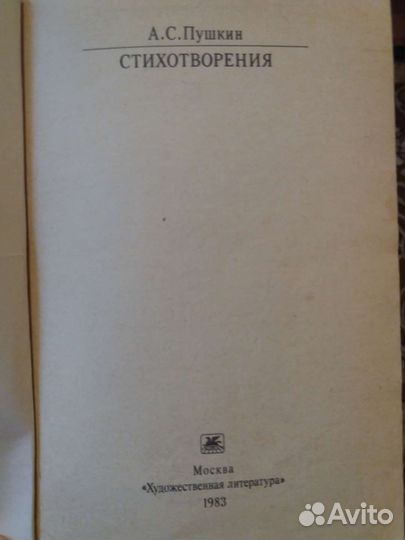 А.С.Пушкин
СТИХОТВОРЕНИЯ
Москва
«Художественная литература»
1983
Avito